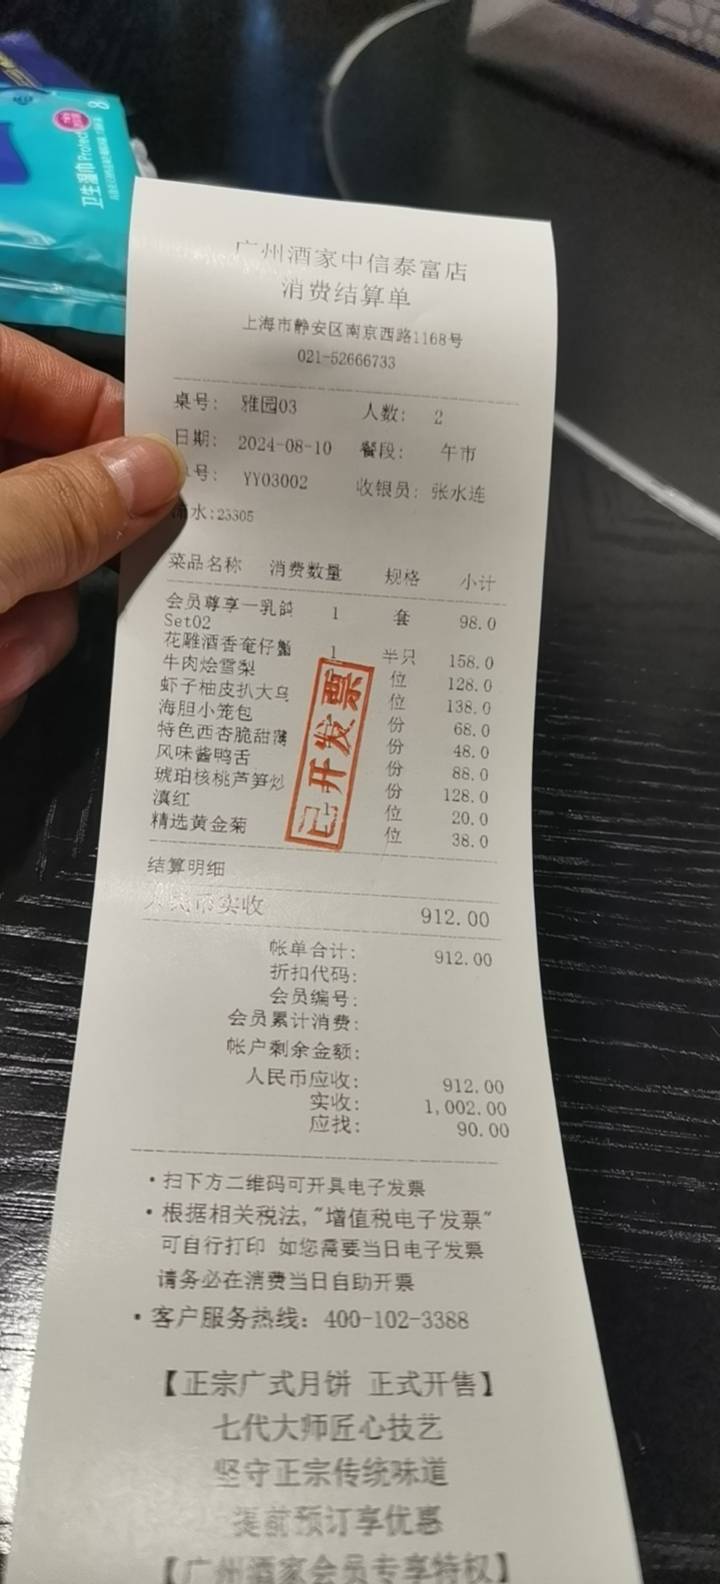 卫生湿巾 Protect
8
广州酒家中信泰富店
消费结算单
上海市静安区南京西路1168号
021-52666733
桌号: 雅园03 人数: 2
日期: 2024-08-10 餐段: 午市
单号: YY03002 收银员: 张水连
流水:23305
菜品名称 消费数量 规格 小计
会员尊享一乳鸽 1 套 98.0
Set02
花雕酒香奄仔蟹 1 半只 158.0
牛肉烩雪梨 位 128.0
虾子柚皮扒大乌 位 138.0
海胆小笼包 份 68.0
特色西杏脆甜薄 份 48.0
风味酱鸭舌 份 88.0
琥珀核桃芦笋炒 份 128.0
滇红 位 20.0
精选黄金菊 位 38.0
已开发票
结算明细
人民币实收 912.00
帐单合计: 912.00
折扣代码:
会员编号:
会员累计消费:
帐户剩余金额:
人民币应收: 912.00
实收: 1,002.00
应找: 90.00
·扫下方二维码可开具电子发票
·根据相关税法,"增值税电子发票"
可自行打印 如您需要当日电子发票
请务必在消费当日自助开票
·客户服务热线: 400-102-3388
【正宗广式月饼 正式开售】
七代大师匠心技艺
坚守正宗传统味道
提前预订享优惠
【广州酒家会员专享特权】